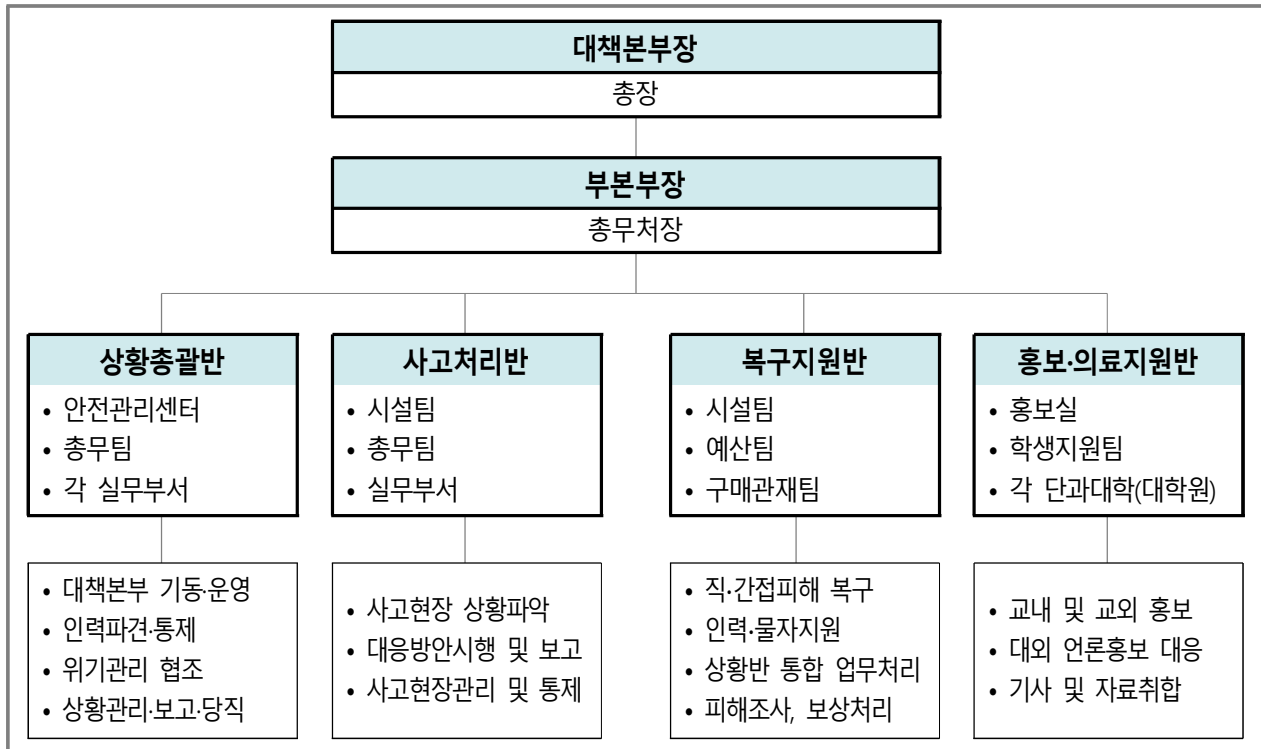 대책본부장
총장
부본부장
총무처장
상황총괄반
• 안전관리센터
• 총무팀
• 각 실무부서
사고처리반
• 시설팀
• 총무팀
• 실무부서
복구지원반
• 시설팀
• 예산팀
• 구매관재팀
홍보·의료지원반
• 홍보실
• 학생지원팀
• 각 단과대학(대학원)
• 대책본부 기동·운영
• 인력파견·통제
• 위기관리 협조
• 상황관리·보고·당직
• 사고현장 상황파악
• 대응방안시행 및 보고
• 사고현장관리 및 통제
• 직·간접피해 복구
• 인력·물자지원
• 상황반 통합 업무처리
• 피해조사, 보상처리
• 교내 및 교외 홍보
• 대외 언론홍보 대응
• 기사 및 자료취합